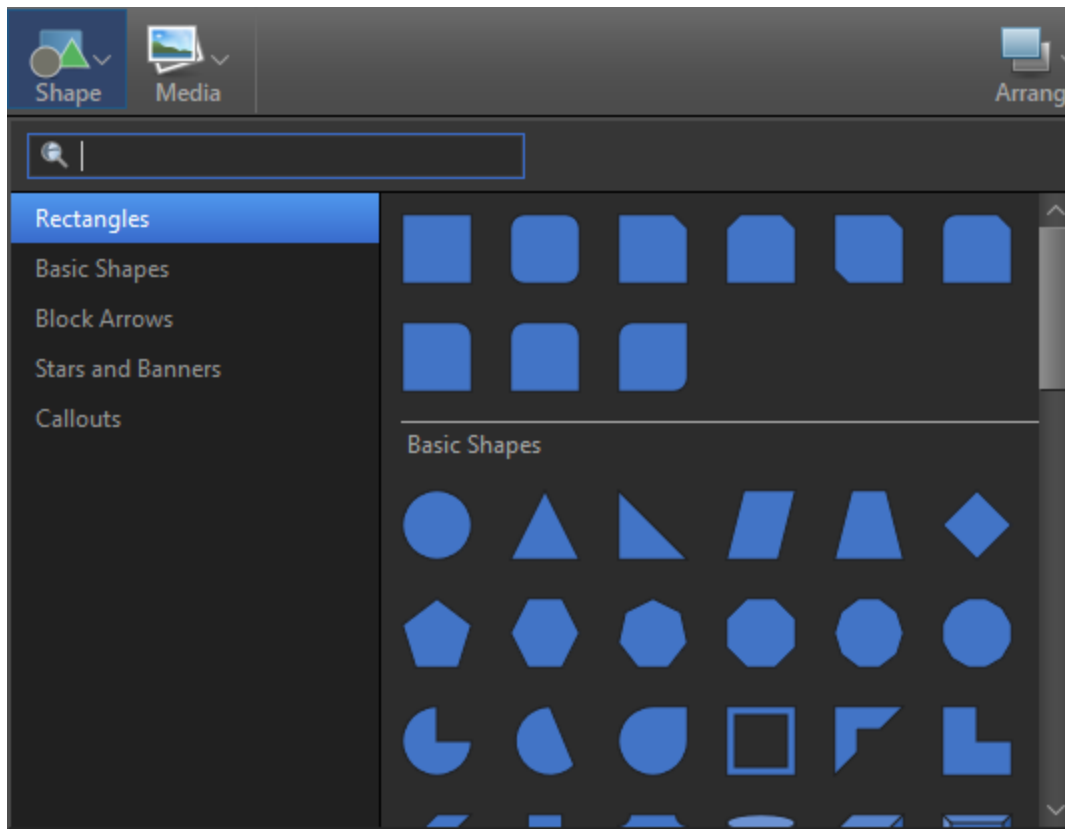 Shape
Media
Arrang
Rectangles
Basic Shapes
Block Arrows
Stars and Banners
Callouts
Basic Shapes